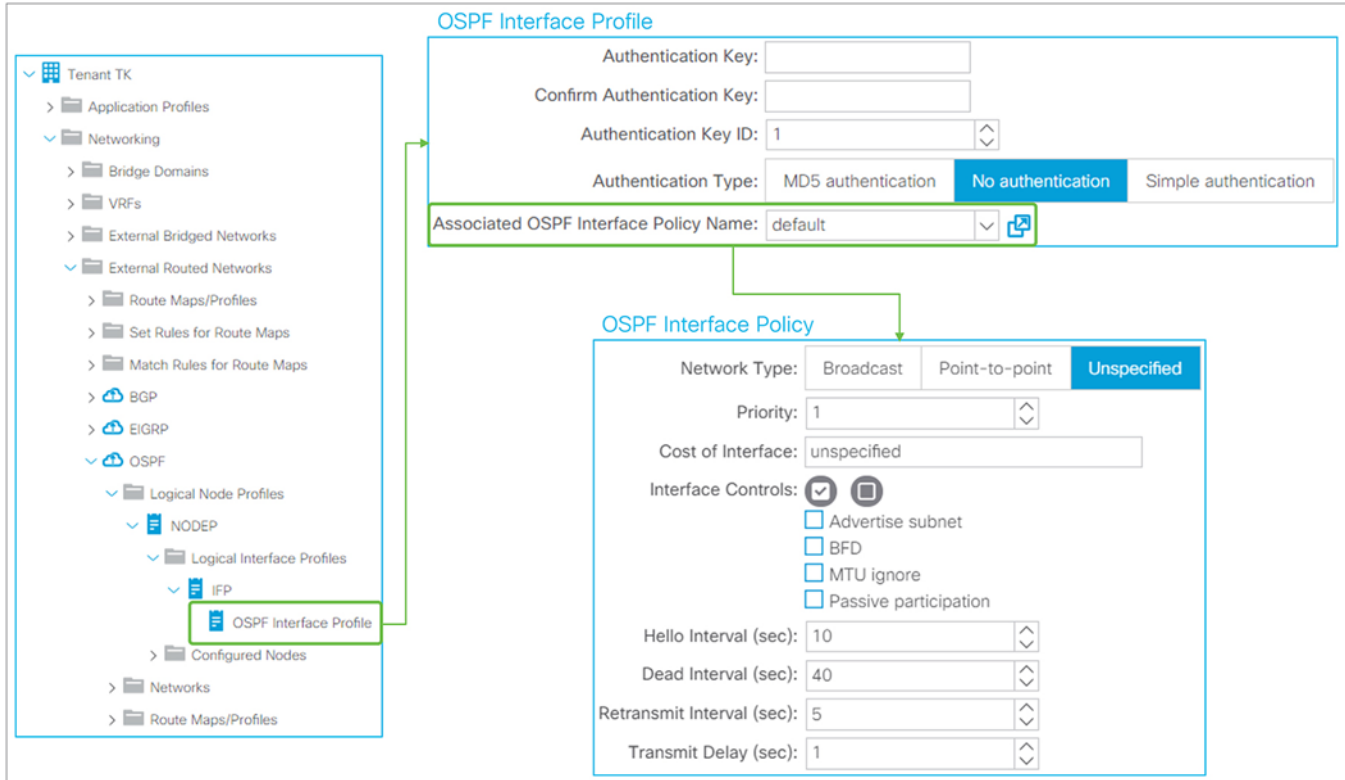 Tenant TK
Application Profiles
Networking
Bridge Domains
VRFs
External Bridged Networks
External Routed Networks
Route Maps/Profiles
Set Rules for Route Maps
Match Rules for Route Maps
BGP
EIGRP
OSPF
Logical Node Profiles
NODEP
Logical Interface Profiles
IFP
OSPF Interface Profile
Configured Nodes
Networks
Route Maps/Profiles
OSPF Interface Profile
Authentication Key:
Confirm Authentication Key:
Authentication Key ID: 1
Authentication Type: MD5 authentication No authentication Simple authentication
Associated OSPF Interface Policy Name: default
OSPF Interface Policy
Network Type: Broadcast Point-to-point Unspecified
Priority: 1
Cost of Interface: unspecified
Interface Controls:
Advertise subnet
BFD
MTU ignore
Passive participation
Hello Interval (sec): 10
Dead Interval (sec): 40
Retransmit Interval (sec): 5
Transmit Delay (sec): 1